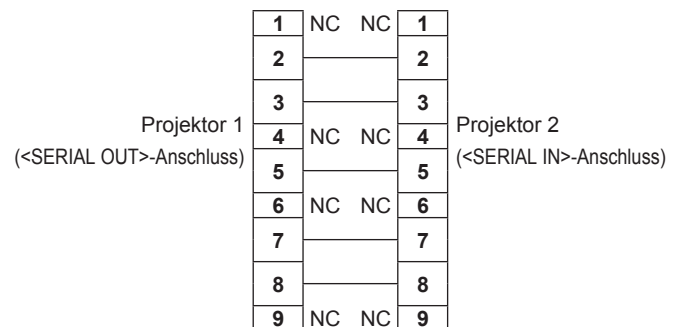 1 NC NC 1
2 2
3 3
Projektor 1 Projektor 2
4 NC NC 4
(<SERIAL OUT>-Anschluss) (<SERIAL IN>-Anschluss)
5 5
6 NC NC 6
7 7
8 8
9 NC NC 9